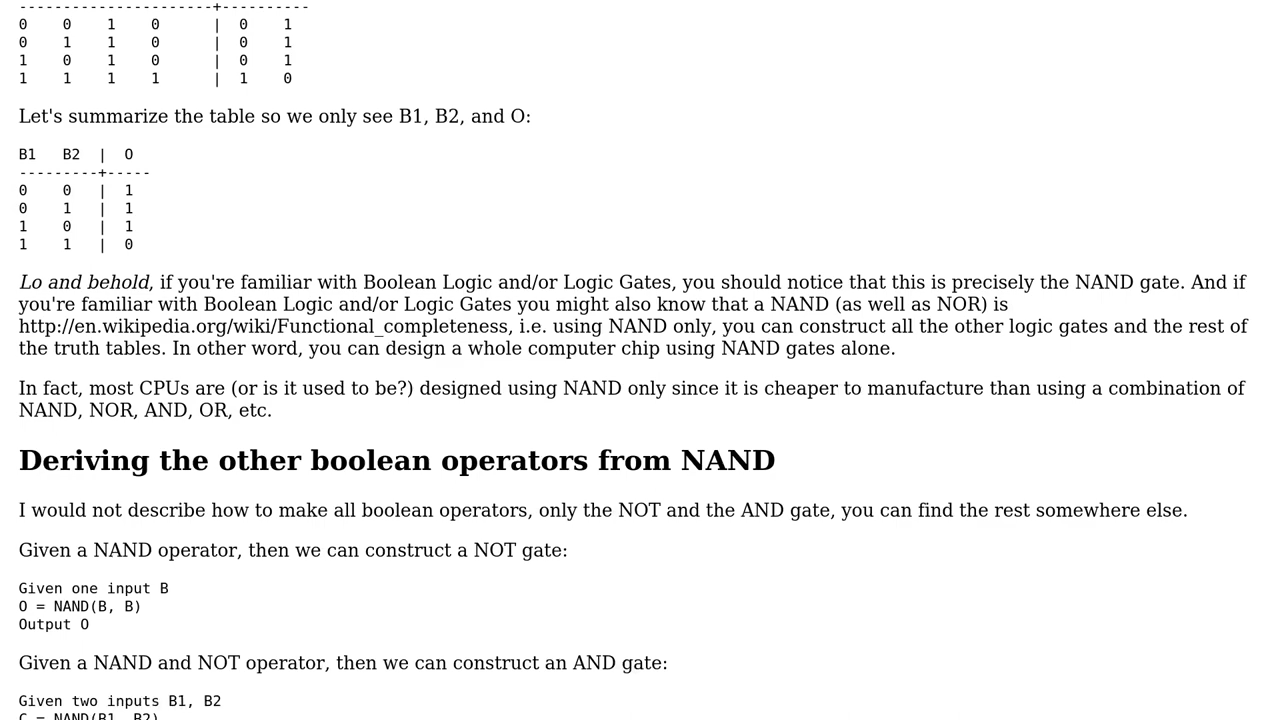 ----------------------+----------
0    0    1    0      |  0    1
0    1    1    0      |  0    1
1    0    1    0      |  0    1
1    1    1    1      |  1    0
Let's summarize the table so we only see B1, B2, and O:
B1   B2  |  O
---------+-----
0    0   |  1
0    1   |  1
1    0   |  1
1    1   |  0
Lo and behold, if you're familiar with Boolean Logic and/or Logic Gates, you should notice that this is precisely the NAND gate. And if
you're familiar with Boolean Logic and/or Logic Gates you might also know that a NAND (as well as NOR) is
http://en.wikipedia.org/wiki/Functional_completeness, i.e. using NAND only, you can construct all the other logic gates and the rest of
the truth tables. In other word, you can design a whole computer chip using NAND gates alone.
In fact, most CPUs are (or is it used to be?) designed using NAND only since it is cheaper to manufacture than using a combination of
NAND, NOR, AND, OR, etc.
Deriving the other boolean operators from NAND
I would not describe how to make all boolean operators, only the NOT and the AND gate, you can find the rest somewhere else.
Given a NAND operator, then we can construct a NOT gate:
Given one input B
O = NAND(B, B)
Output O
Given a NAND and NOT operator, then we can construct an AND gate:
Given two inputs B1, B2
C = NAND(B1, B2)